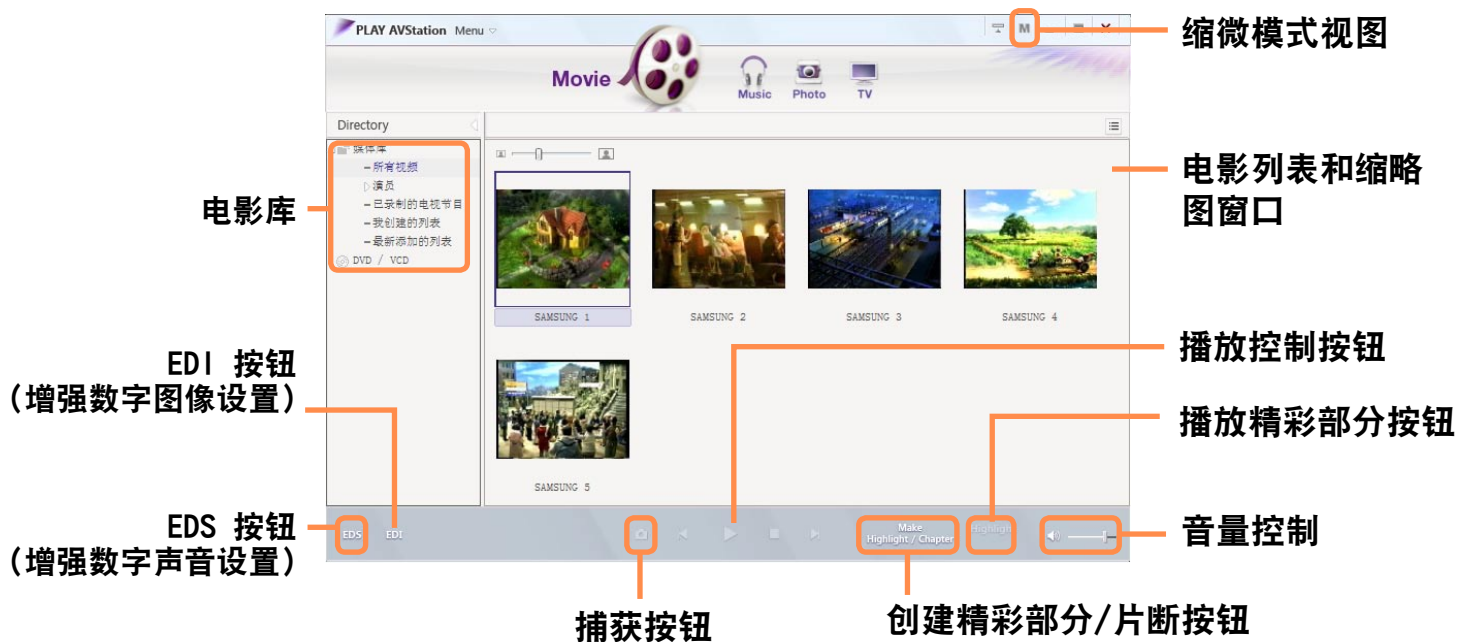 PLAY AVStation Menu
M
缩微模式视图
Movie
Music
Photo
TV
Directory
媒体库
所有视频
演员
已录制的电视节目
我创建的列表
最新添加的列表
DVD / VCD
电影库
电影列表和缩略
图窗口
SAMSUNG 1
SAMSUNG 2
SAMSUNG 3
SAMSUNG 4
SAMSUNG 5
EDI 按钮
(增强数字图像设置)
播放控制按钮
播放精彩部分按钮
EDS 按钮
(增强数字声音设置)
EDS
EDI
Make
Highlight / Chapter
Highlight
音量控制
捕获按钮
创建精彩部分/片断按钮